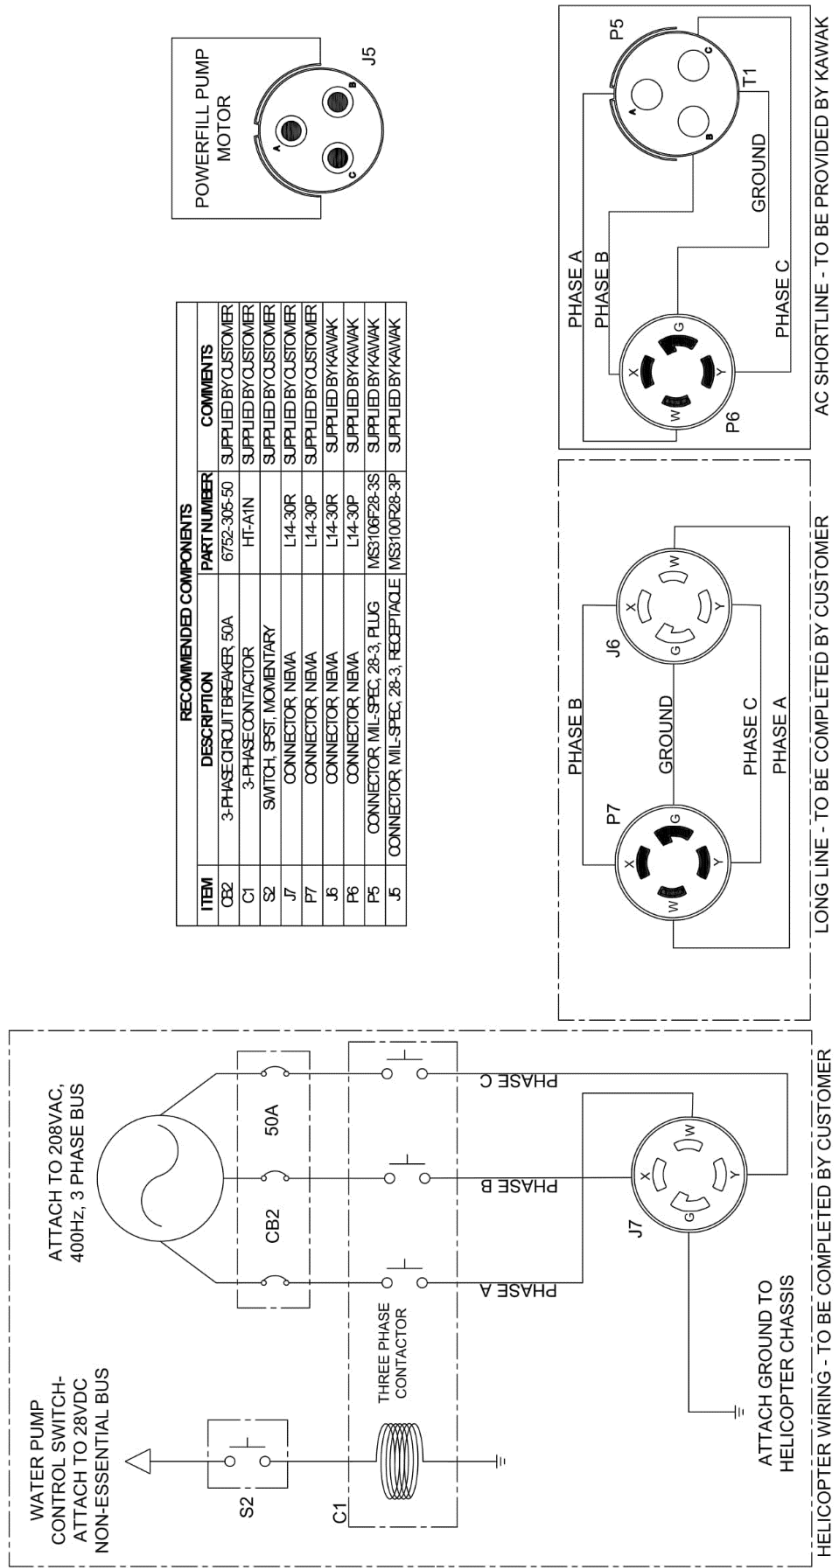 WATER PUMP
CONTROL SWITCH-
ATTACH TO 28VDC
NON-ESSENTIAL BUS
ATTACH TO 208VAC,
400Hz, 3 PHASE BUS
S2
CB2
50A
C1
THREE PHASE
CONTACTOR
PHASE A
PHASE B
PHASE C
J7
X
W
G
Y
ATTACH GROUND TO
HELICOPTER CHASSIS
HELICOPTER WIRING - TO BE COMPLETED BY CUSTOMER
RECOMMENDED COMPONENTS
ITEM DESCRIPTION PART NUMBER COMMENTS
CB2 3-PHASE CIRCUIT BREAKER, 50A 6752-305-50 SUPPLIED BY CUSTOMER
C1 3-PHASE CONTACTOR HT-A1N SUPPLIED BY CUSTOMER
S2 SWITCH, SPST, MOMENTARY SUPPLIED BY CUSTOMER
J7 CONNECTOR, NEMA L14-30R SUPPLIED BY CUSTOMER
P7 CONNECTOR, NEMA L14-30P SUPPLIED BY CUSTOMER
J6 CONNECTOR, NEMA L14-30R SUPPLIED BY KAWAK
P6 CONNECTOR, NEMA L14-30P SUPPLIED BY KAWAK
P5 CONNECTOR, MIL-SPEC, 28-3, PLUG MS3106F28-3S SUPPLIED BY KAWAK
J5 CONNECTOR, MIL-SPEC, 28-3, RECEPTACLE MS3100R28-3P SUPPLIED BY KAWAK
POWERFILL PUMP
MOTOR
A
B
C
J5
PHASE B
P7
X
W
G
Y
GROUND
J6
X
G
W
Y
PHASE C
PHASE A
LONG LINE - TO BE COMPLETED BY CUSTOMER
PHASE A
PHASE B
P5
A
C
B
T1
X
W
G
Y
P6
GROUND
PHASE C
AC SHORTLINE - TO BE PROVIDED BY KAWAK